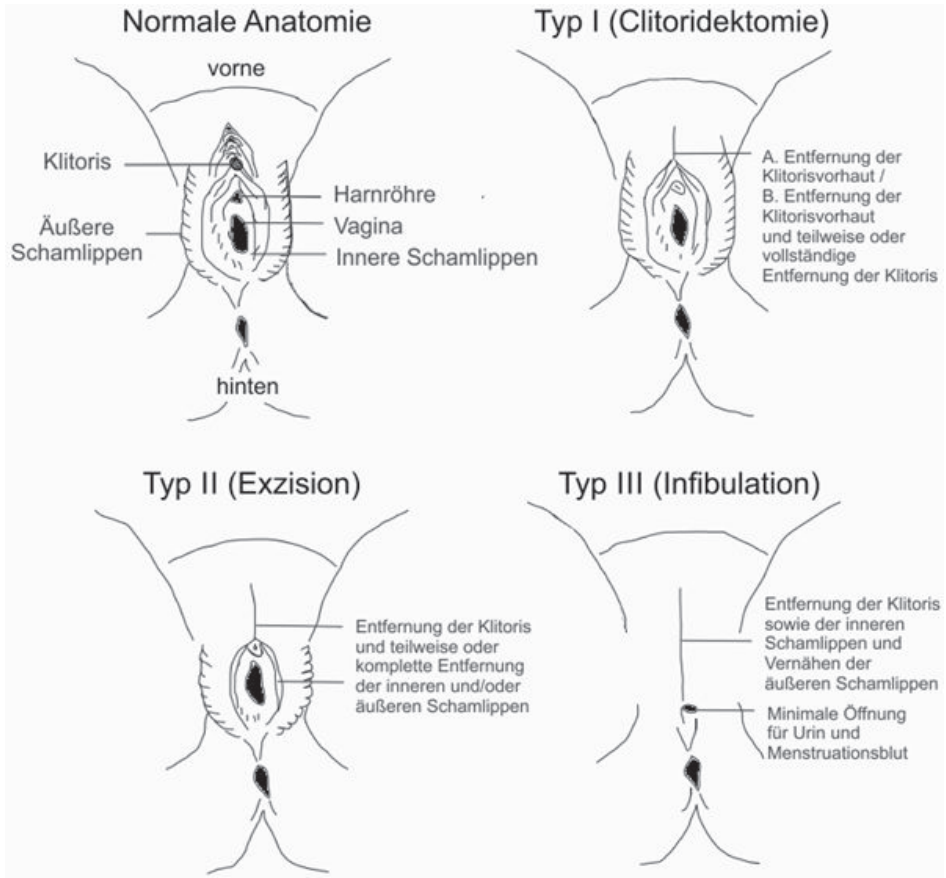 Normale Anatomie
vorne
Klitoris
Harnröhre
Vagina
Äußere
Schamlippen
Innere Schamlippen
hinten
Typ I (Clitoridektomie)
A. Entfernung der
Klitorisvorhaut /
B. Entfernung der
Klitorisvorhaut
und teilweise oder
vollständige
Entfernung der Klitoris
Typ II (Exzision)
Entfernung der Klitoris
und teilweise oder
komplette Entfernung
der inneren und/oder
äußeren Schamlippen
Typ III (Infibulation)
Entfernung der Klitoris
sowie der inneren
Schamlippen und
Vernähen der
äußeren Schamlippen
Minimale Öffnung
für Urin und
Menstruationsblut